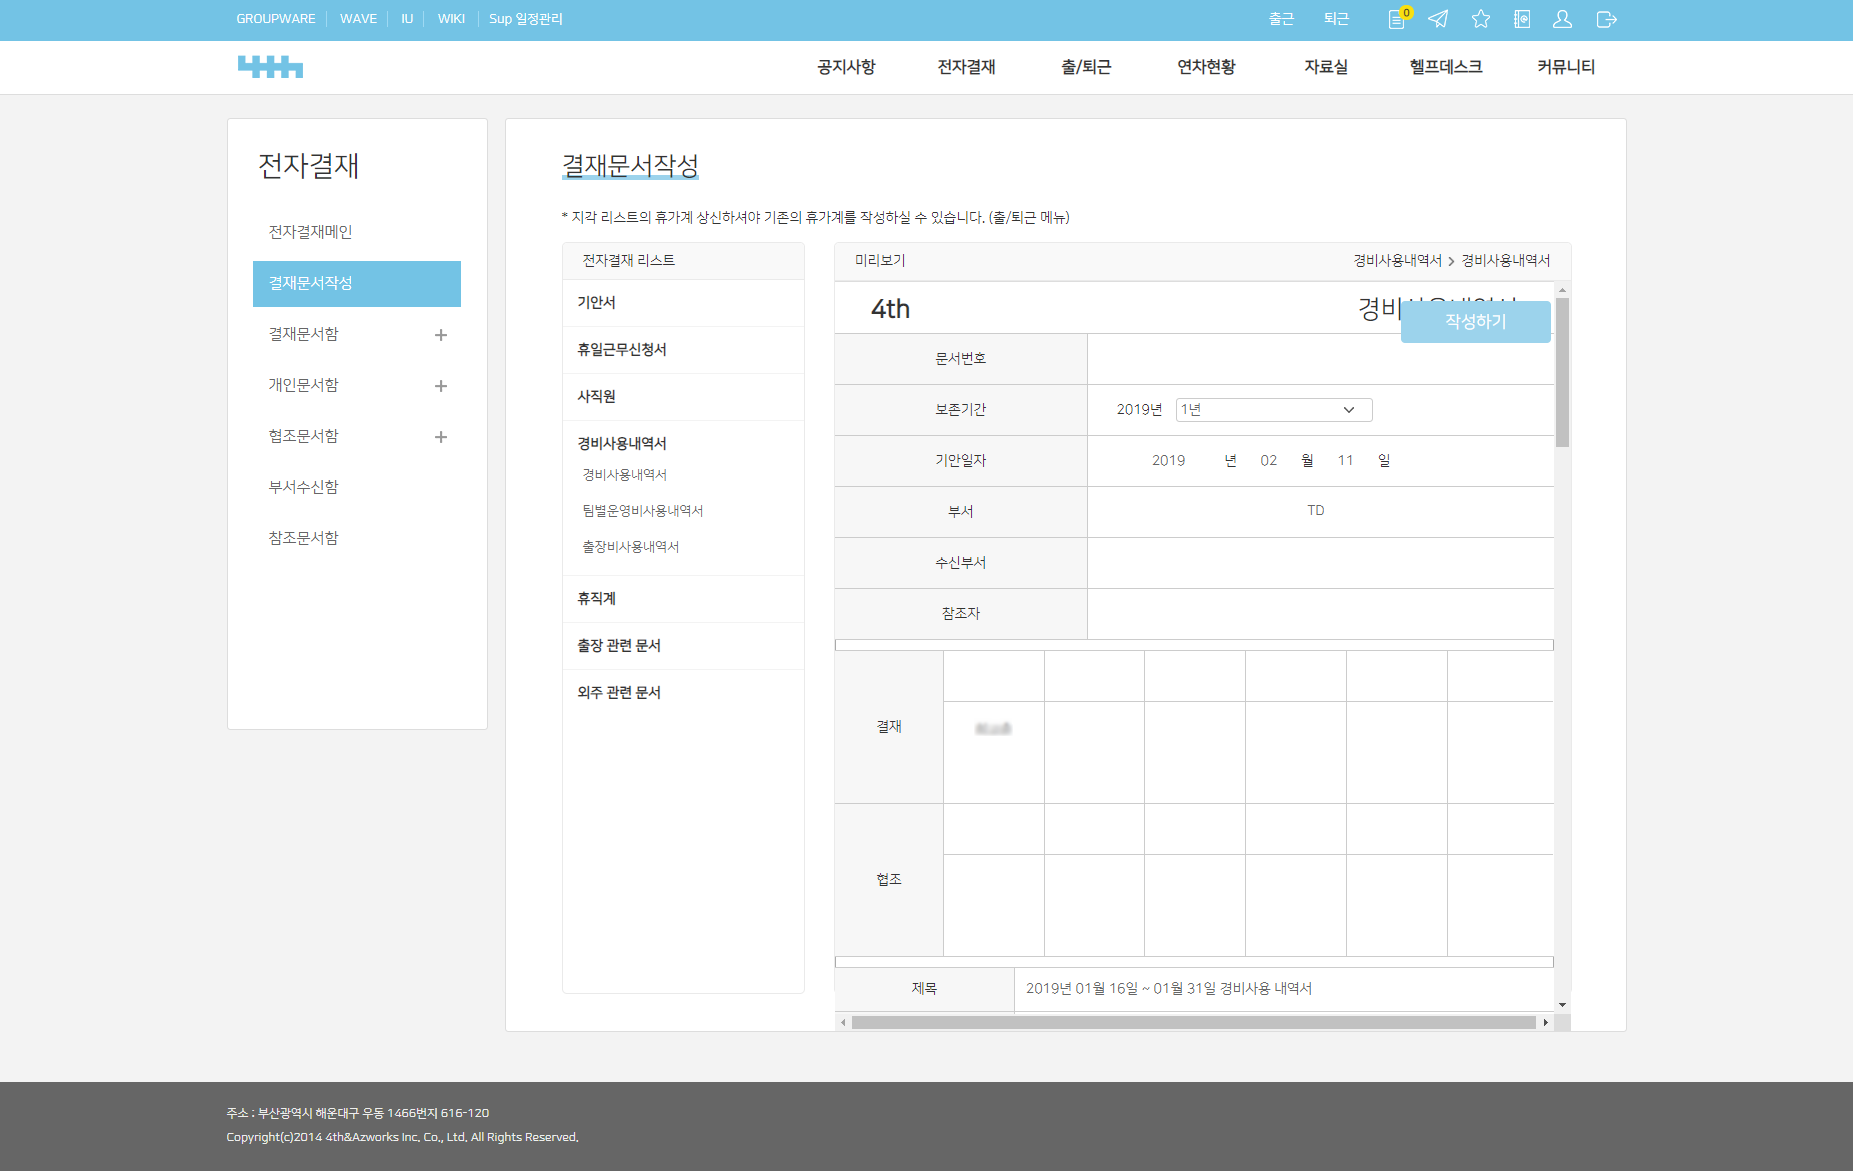 GROUPWARE WAVE IU WIKI Sup 일정관리 출근 퇴근 0
4th 공지사항 전자결재 출/퇴근 연차현황 자료실 헬프데스크 커뮤니티
전자결재
전자결재메인
결재문서작성
결재문서함 +
개인문서함 +
협조문서함 +
부서수신함
참조문서함
결재문서작성
* 지각 리스트의 휴가계 상신하셔야 기존의 휴가계를 작성하실 수 있습니다. (출/퇴근 메뉴)
전자결재 리스트
기안서
휴일근무신청서
사직원
경비사용내역서
경비사용내역서
팀별운영비사용내역서
출장비사용내역서
휴직계
출장 관련 문서
외주 관련 문서
미리보기 경비사용내역서 > 경비사용내역서
4th 경비사용내역서
작성하기
문서번호
보존기간 2019년 1년
기안일자 2019 년 02 월 11 일
부서 TD
수신부서
참조자
결재
협조
제목 2019년 01월 16일 ~ 01월 31일 경비사용 내역서
주소 : 부산광역시 해운대구 우동 1466번지 616-120
Copyright(c)2014 4th&Azworks Inc. Co., Ltd. All Rights Reserved.